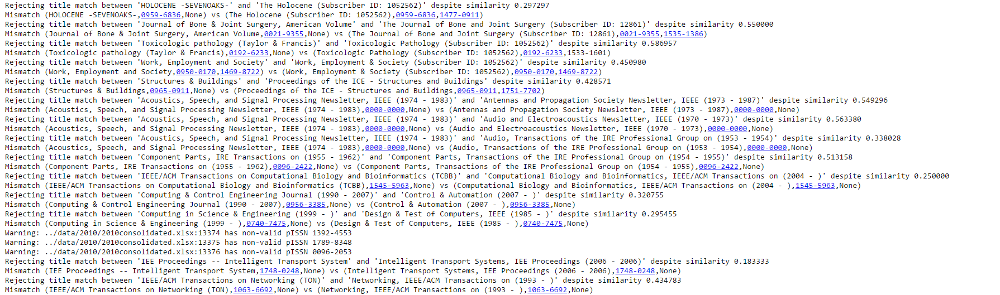 Rejecting title match between 'HOLOCENE -SEVENOAKS-' and 'The Holocene (Subscriber ID: 1052562)' despite similarity 0.297297
Mismatch (HOLOCENE -SEVENOAKS-,0959-6836,None) vs (The Holocene (Subscriber ID: 1052562),0959-6836,1477-0911)
Rejecting title match between 'Journal of Bone & Joint Surgery, American Volume' and 'The Journal of Bone and Joint Surgery (Subscriber ID: 12861)' despite similarity 0.550000
Mismatch (Journal of Bone & Joint Surgery, American Volume,0021-9355,None) vs (The Journal of Bone and Joint Surgery (Subscriber ID: 12861),0021-9355,1535-1386)
Rejecting title match between 'Toxicologic pathology (Taylor & Francis)' and 'Toxicologic Pathology (Subscriber ID: 1052562)' despite similarity 0.586957
Mismatch (Toxicologic pathology (Taylor & Francis),0192-6233,None) vs (Toxicologic Pathology (Subscriber ID: 1052562),0192-6233,1533-1601)
Rejecting title match between 'Work, Employment and Society' and 'Work, Employment & Society (Subscriber ID: 1052562)' despite similarity 0.450980
Mismatch (Work, Employment and Society,0950-0170,1469-8722) vs (Work, Employment & Society (Subscriber ID: 1052562),0950-0170,1469-8722)
Rejecting title match between 'Structures & Buildings' and 'Proceedings of the ICE - Structures and Buildings' despite similarity 0.428571
Mismatch (Structures & Buildings,0965-0911,None) vs (Proceedings of the ICE - Structures and Buildings,0965-0911,1751-7702)
Rejecting title match between 'Acoustics, Speech, and Signal Processing Newsletter, IEEE (1974 - 1983)' and 'Antennas and Propagation Society Newsletter, IEEE (1973 - 1987)' despite similarity 0.549296
Mismatch (Acoustics, Speech, and Signal Processing Newsletter, IEEE (1974 - 1983),0000-0000,None) vs (Antennas and Propagation Society Newsletter, IEEE (1973 - 1987),0000-0000,None)
Rejecting title match between 'Acoustics, Speech, and Signal Processing Newsletter, IEEE (1974 - 1983)' and 'Audio and Electroacoustics Newsletter, IEEE (1970 - 1973)' despite similarity 0.563380
Mismatch (Acoustics, Speech, and Signal Processing Newsletter, IEEE (1974 - 1983),0000-0000,None) vs (Audio and Electroacoustics Newsletter, IEEE (1970 - 1973),0000-0000,None)
Rejecting title match between 'Acoustics, Speech, and Signal Processing Newsletter, IEEE (1974 - 1983)' and 'Audio, Transactions of the IRE Professional Group on (1953 - 1954)' despite similarity 0.338028
Mismatch (Acoustics, Speech, and Signal Processing Newsletter, IEEE (1974 - 1983),0000-0000,None) vs (Audio, Transactions of the IRE Professional Group on (1953 - 1954),0000-0000,None)
Rejecting title match between 'Component Parts, IRE Transactions on (1955 - 1962)' and 'Component Parts, Transactions of the IRE Professional Group on (1954 - 1955)' despite similarity 0.513158
Mismatch (Component Parts, IRE Transactions on (1955 - 1962),0096-2422,None) vs (Component Parts, Transactions of the IRE Professional Group on (1954 - 1955),0096-2422,None)
Rejecting title match between 'IEEE/ACM Transactions on Computational Biology and Bioinformatics (TCBB)' and 'Computational Biology and Bioinformatics, IEEE/ACM Transactions on (2004 - )' despite similarity 0.250000
Mismatch (IEEE/ACM Transactions on Computational Biology and Bioinformatics (TCBB),1545-5963,None) vs (Computational Biology and Bioinformatics, IEEE/ACM Transactions on (2004 - ),1545-5963,None)
Rejecting title match between 'Computing & Control Engineering Journal (1990 - 2007)' and 'Control & Automation (2007 - )' despite similarity 0.320755
Mismatch (Computing & Control Engineering Journal (1990 - 2007),0956-3385,None) vs (Control & Automation (2007 - ),0956-3385,None)
Rejecting title match between 'Computing in Science & Engineering (1999 - )' and 'Design & Test of Computers, IEEE (1985 - )' despite similarity 0.295455
Mismatch (Computing in Science & Engineering (1999 - ),0740-7475,None) vs (Design & Test of Computers, IEEE (1985 - ),0740-7475,None)
Warning: ../data/2010/2010consolidated.xlsx:13374 has non-valid pISSN 1392-4553
Warning: ../data/2010/2010consolidated.xlsx:13375 has non-valid pISSN 1789-8348
Warning: ../data/2010/2010consolidated.xlsx:13376 has non-valid pISSN 0096-2053
Rejecting title match between 'IEE Proceedings -- Intelligent Transport System' and 'Intelligent Transport Systems, IEE Proceedings (2006 - 2006)' despite similarity 0.183333
Mismatch (IEE Proceedings -- Intelligent Transport System,1748-0248,None) vs (Intelligent Transport Systems, IEE Proceedings (2006 - 2006),1748-0248,None)
Rejecting title match between 'IEEE/ACM Transactions on Networking (TON)' and 'Networking, IEEE/ACM Transactions on (1993 - )' despite similarity 0.434783
Mismatch (IEEE/ACM Transactions on Networking (TON),1063-6692,None) vs (Networking, IEEE/ACM Transactions on (1993 - ),1063-6692,None)